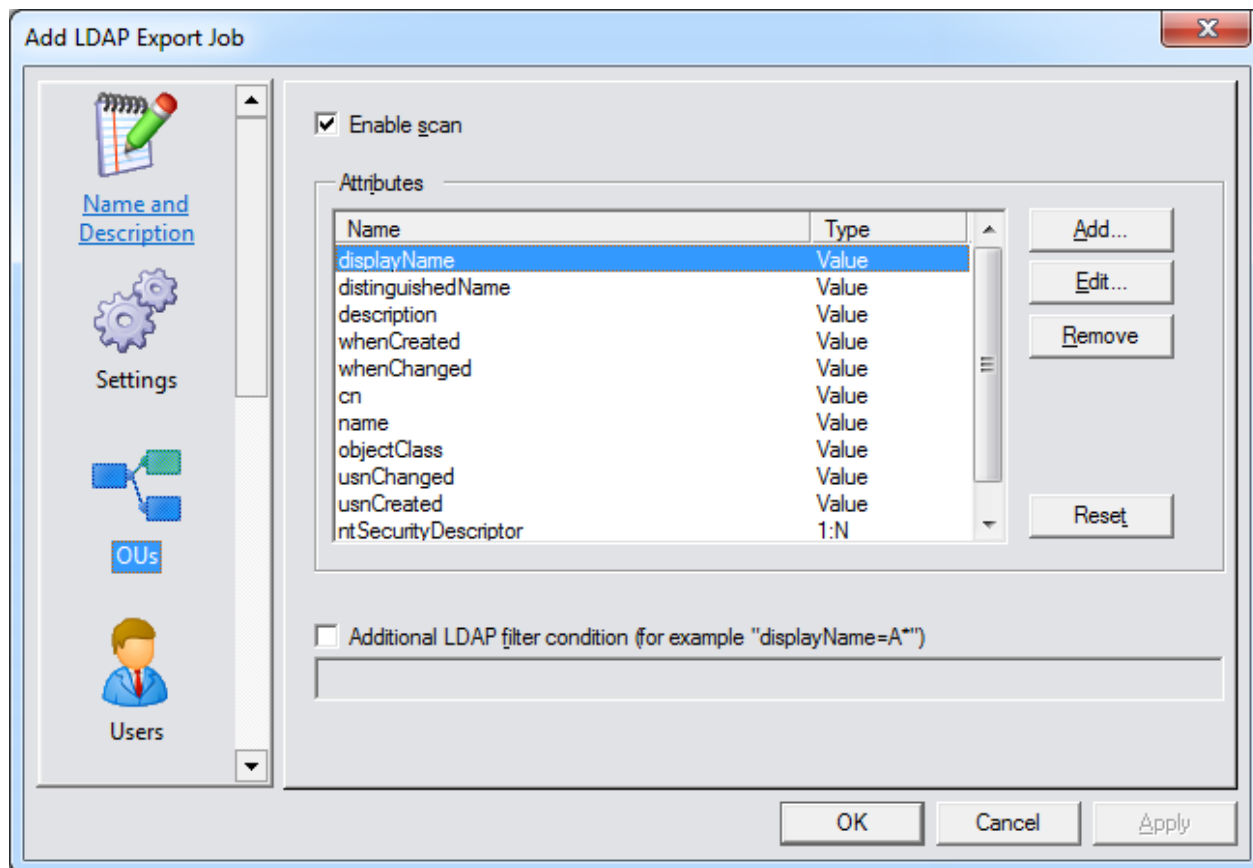 Add LDAP Export Job
Name and
Description
Settings
OUs
Users
Enable scan
Attributes
Name Type
displayName Value
distinguishedName Value
description Value
whenCreated Value
whenChanged Value
cn Value
name Value
objectClass Value
usnChanged Value
usnCreated Value
ntSecurityDescriptor 1:N
Add...
Edit...
Remove
Reset
Additional LDAP filter condition (for example "displayName=A*")
OK Cancel Apply